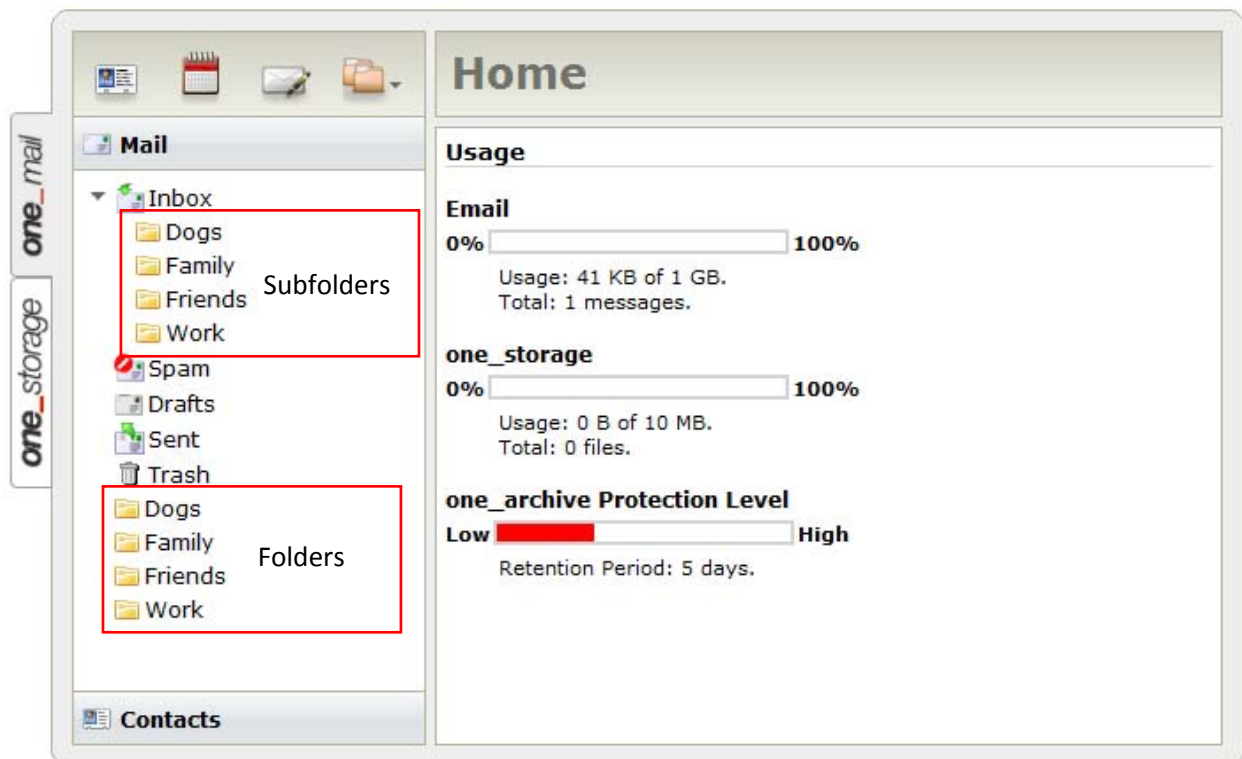 one_mail
one_storage
Mail
Inbox
Dogs
Family
Friends
Work
Subfolders
Spam
Drafts
Sent
Trash
Dogs
Family
Friends
Work
Folders
Contacts
Home
Usage
Email
0% 100%
Usage: 41 KB of 1 GB.
Total: 1 messages.
one_storage
0% 100%
Usage: 0 B of 10 MB.
Total: 0 files.
one_archive Protection Level
Low High
Retention Period: 5 days.